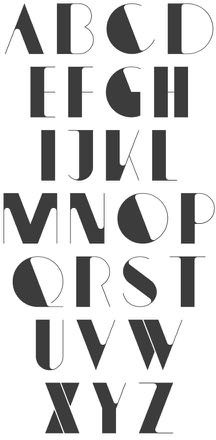 ABCD
EFGH
IJKL
MNOP
QRST
UVW
XYZ